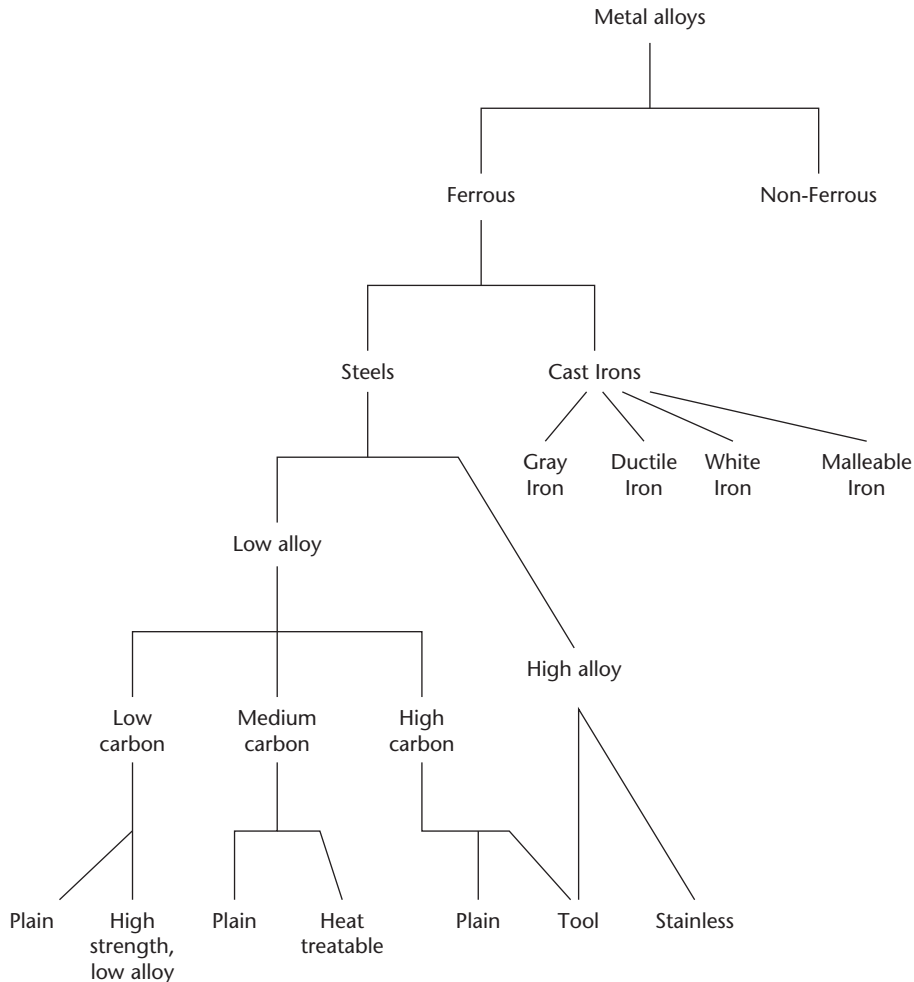 Metal alloys
Ferrous
Non-Ferrous
Steels
Cast Irons
Gray
Iron
Ductile
Iron
White
Iron
Malleable
Iron
Low alloy
High alloy
Low
carbon
Medium
carbon
High
carbon
Plain
High
strength,
low alloy
Plain
Heat
treatable
Plain
Tool
Stainless